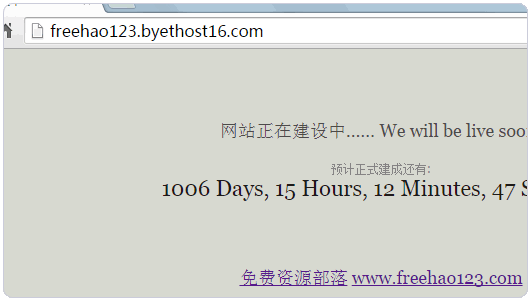 freehao123.byethost16.com
网站正在建设中…… We will be live soo
预计正式建成还有:
1006 Days, 15 Hours, 12 Minutes, 47 S
免费资源部落 www.freehao123.com